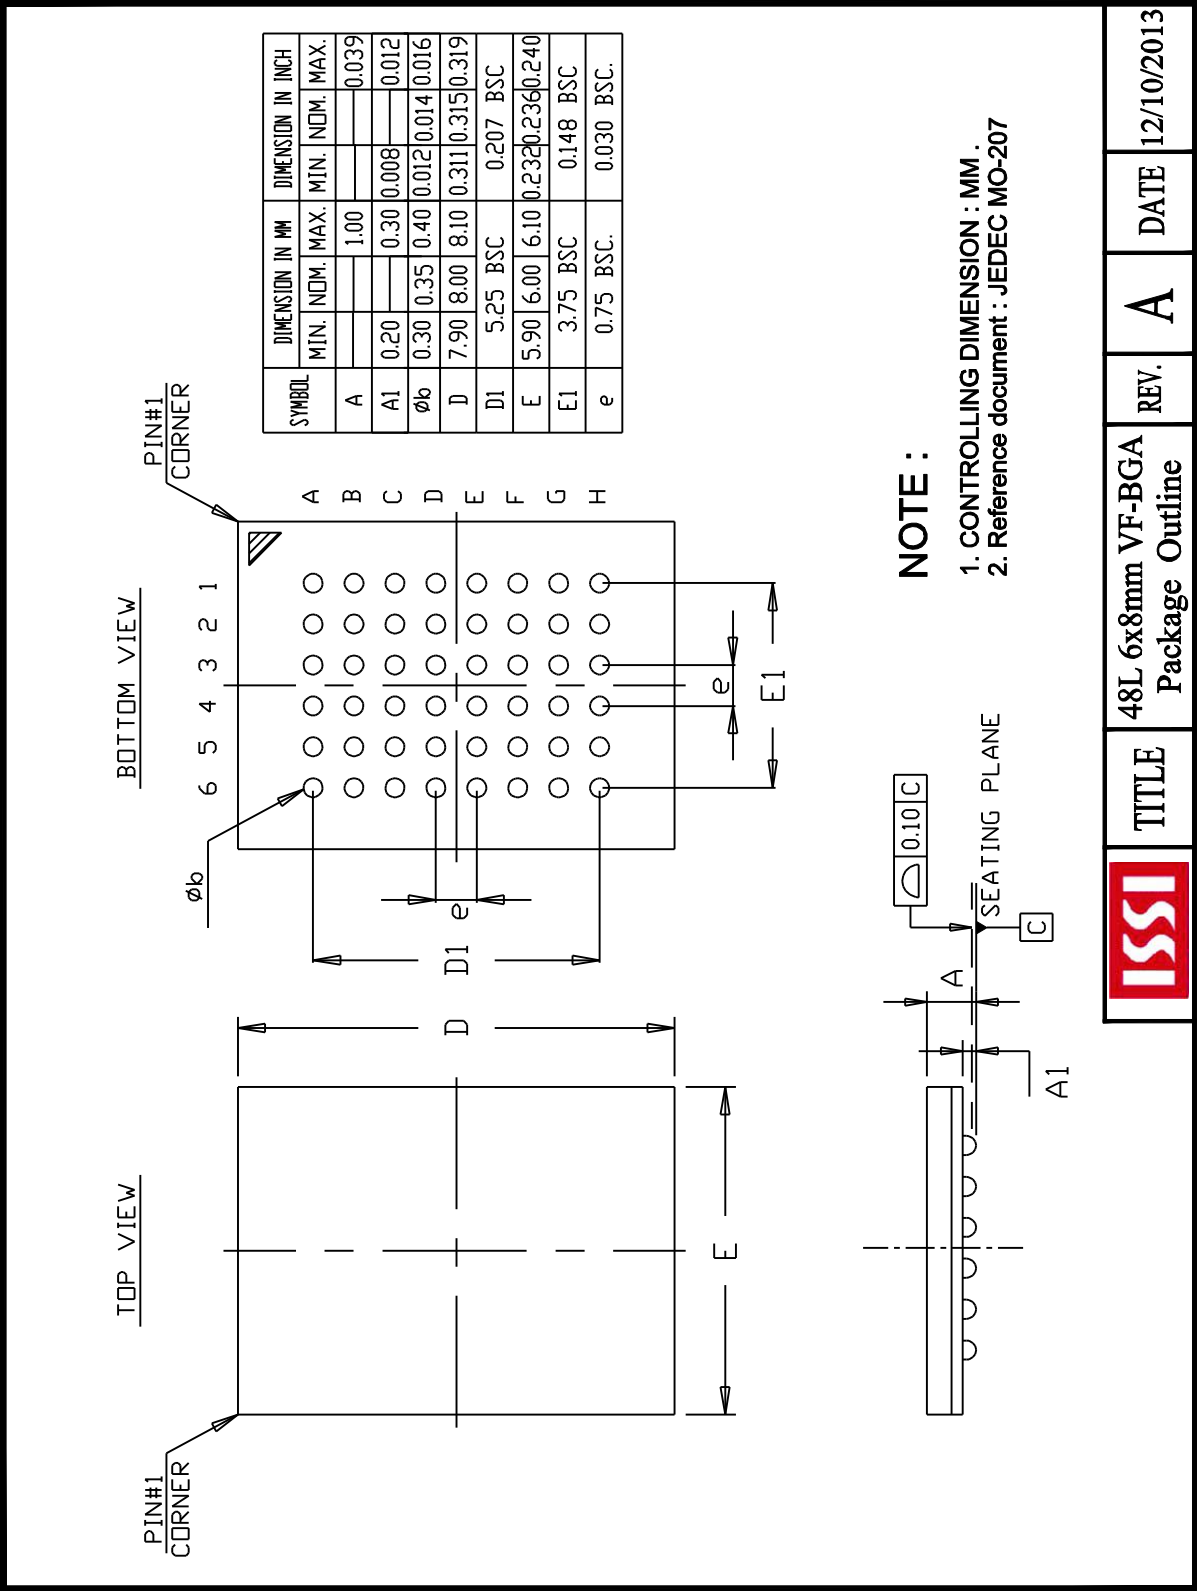 TOP VIEW
PIN#1
CORNER
E
D
BOTTOM VIEW
PIN#1
CORNER
Øb
6 5 4 3 2 1
A
B
C
D
E
F
G
H
e
D1
e
E1
SYMBOL DIMENSION IN MM DIMENSION IN INCH
MIN. NOM. MAX. MIN. NOM. MAX.
A 1.00 0.039
A1 0.20 0.30 0.008 0.012
Øb 0.30 0.35 0.40 0.012 0.014 0.016
D 7.90 8.00 8.10 0.311 0.315 0.319
D1 5.25 BSC 0.207 BSC
E 5.90 6.00 6.10 0.232 0.236 0.240
E1 3.75 BSC 0.148 BSC
e 0.75 BSC. 0.030 BSC.
A
A1
0.10 C
SEATING PLANE
C
NOTE :
1. CONTROLLING DIMENSION : MM .
2. Reference document : JEDEC MO-207
ISSI
TITLE
48L 6x8mm VF-BGA
Package Outline
REV.
A
DATE
12/10/2013